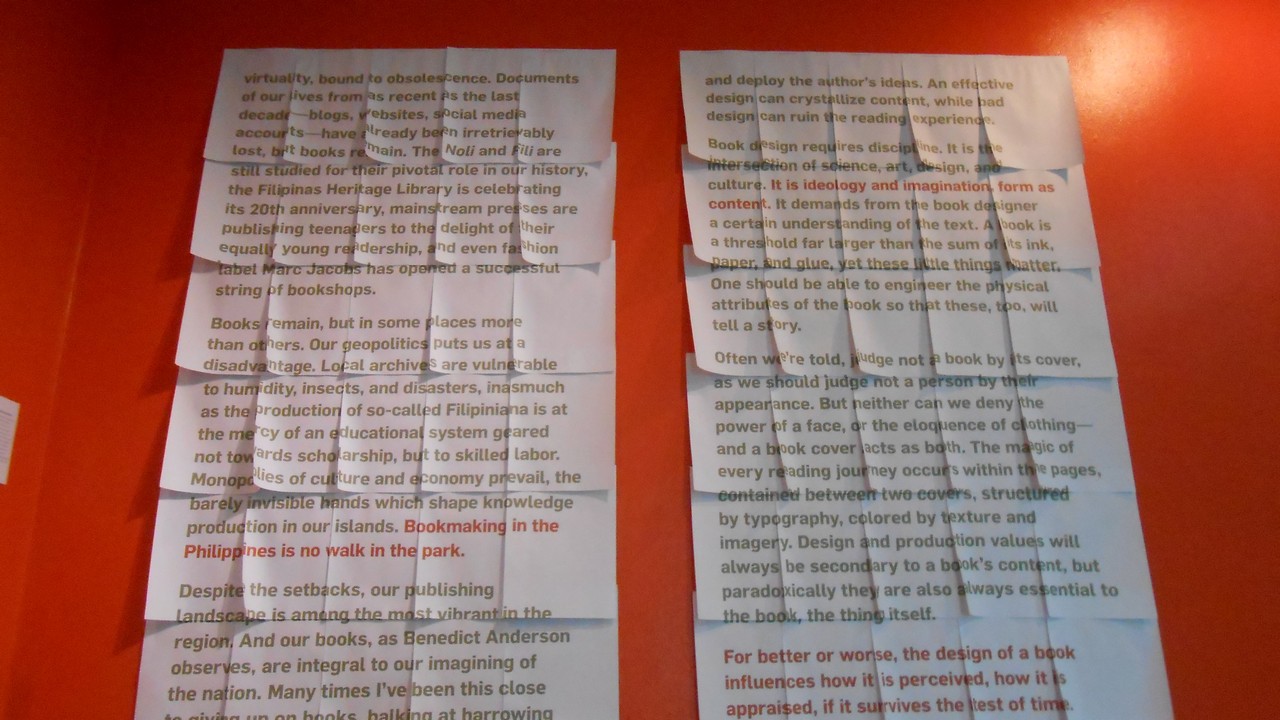 virtuality, bound to obsolescence. Documents
of our lives from as recent as the last
decade—blogs, websites, social media
accounts—have already been irretrievably
lost, but books remain. The Noli and Fili are
still studied for their pivotal role in our history,
the Filipinas Heritage Library is celebrating
its 20th anniversary, mainstream presses are
publishing teenagers to the delight of their
equally young readership, and even fashion
label Marc Jacobs has opened a successful
string of bookshops.
Books remain, but in some places more
than others. Our geopolitics puts us at a
disadvantage. Local archives are vulnerable
to humidity, insects, and disasters, inasmuch
as the production of so-called Filipiniana is at
the mercy of an educational system geared
not towards scholarship, but to skilled labor.
Monopolies of culture and economy prevail, the
barely invisible hands which shape knowledge
production in our islands. Bookmaking in the
Philippines is no walk in the park.
Despite the setbacks, our publishing
landscape is among the most vibrant in the
region. And our books, as Benedict Anderson
observes, are integral to our imagining of
the nation. Many times I've been this close
to giving up on books, balking at harrowing
and deploy the author's ideas. An effective
design can crystallize content, while bad
design can ruin the reading experience.
Book design requires discipline. It is the
intersection of science, art, design, and
culture. It is ideology and imagination, form as
content. It demands from the book designer
a certain understanding of the text. A book is
a threshold far larger than the sum of its ink,
paper, and glue, yet these little things matter.
One should be able to engineer the physical
attributes of the book so that these, too, will
tell a story.
Often we're told, judge not a book by its cover,
as we should judge not a person by their
appearance. But neither can we deny the
power of a face, or the eloquence of clothing—
and a book cover acts as both. The magic of
every reading journey occurs within the pages,
contained between two covers, structured
by typography, colored by texture and
imagery. Design and production values will
always be secondary to a book's content, but
paradoxically they are also always essential to
the book, the thing itself.
For better or worse, the design of a book
influences how it is perceived, how it is
appraised, if it survives the test of time.